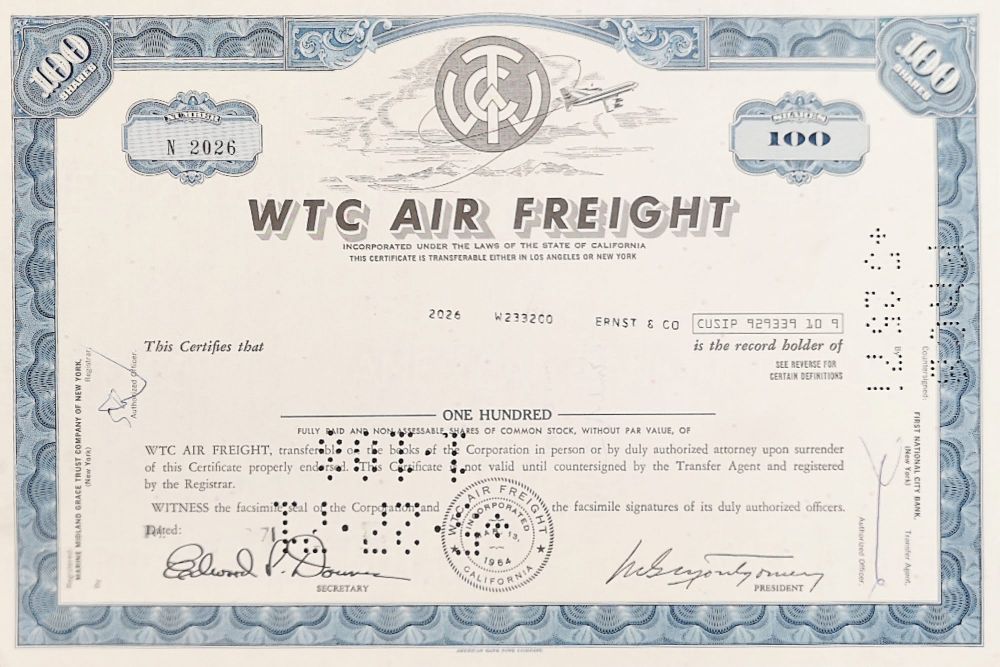 100 SHARES
100 SHARES
NUMBER
N 2026
WTC
SHARES
100
WTC AIR FREIGHT
INCORPORATED UNDER THE LAWS OF THE STATE OF CALIFORNIA
THIS CERTIFICATE IS TRANSFERABLE EITHER IN LOS ANGELES OR NEW YORK
2026 W233200 ERNST & CO CUSIP 929339 10 9
This Certifies that is the record holder of
SEE REVERSE FOR
CERTAIN DEFINITIONS
ONE HUNDRED
FULLY PAID AND NON-ASSESSABLE SHARES OF COMMON STOCK, WITHOUT PAR VALUE, OF
WTC AIR FREIGHT, transferable on the books of the Corporation in person or by duly authorized attorney upon surrender
of this Certificate properly endorsed. This Certificate is not valid until countersigned by the Transfer Agent and registered
by the Registrar.
WITNESS the facsimile seal of the Corporation and the facsimile signatures of its duly authorized officers.
Dated:
71
WTC AIR FREIGHT
INCORPORATED
MAR. 13,
1964
CALIFORNIA
SECRETARY
PRESIDENT
Registered:
MARINE MIDLAND GRACE TRUST COMPANY OF NEW YORK,
(New York) Registrar,
By Authorized Officer.
Countersigned:
FIRST NATIONAL CITY BANK,
(New York) Transfer Agent,
By Authorized Officer.
AMERICAN BANK NOTE COMPANY